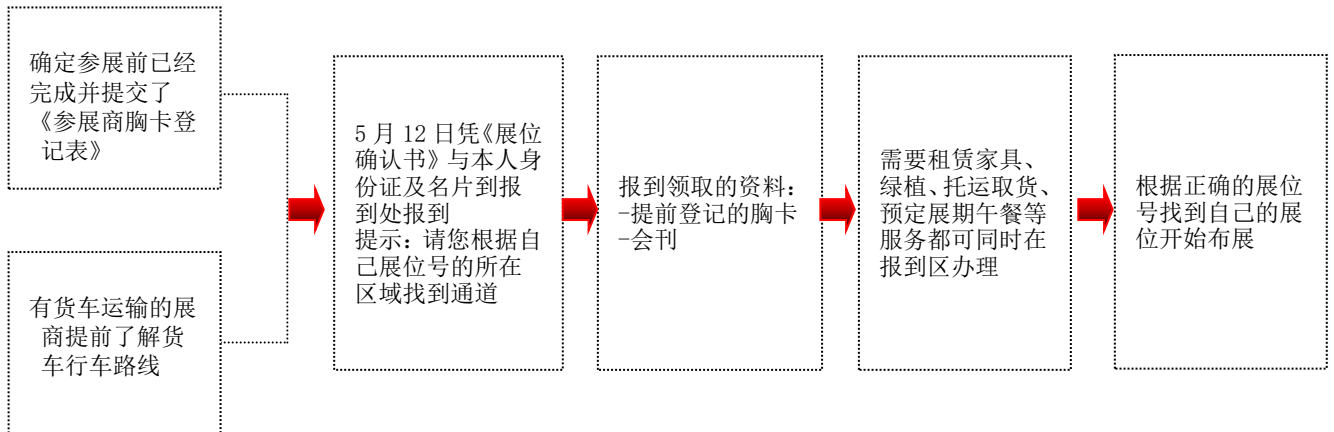 确定参展前已经
完成并提交了
《参展商胸卡登
记表》
有货车运输的展
商提前了解货
车行车路线
5 月 12 日凭《展位
确认书》与本人身
份证及名片到报
到处报到
提示：请您根据自
己展位号的所在
区域找到通道
报到领取的资料：
-提前登记的胸卡
-会刊
需要租赁家具、
绿植、托运取货、
预定展期午餐等
服务都可同时在
报到区办理
根据正确的展位
号找到自己的展
位开始布展